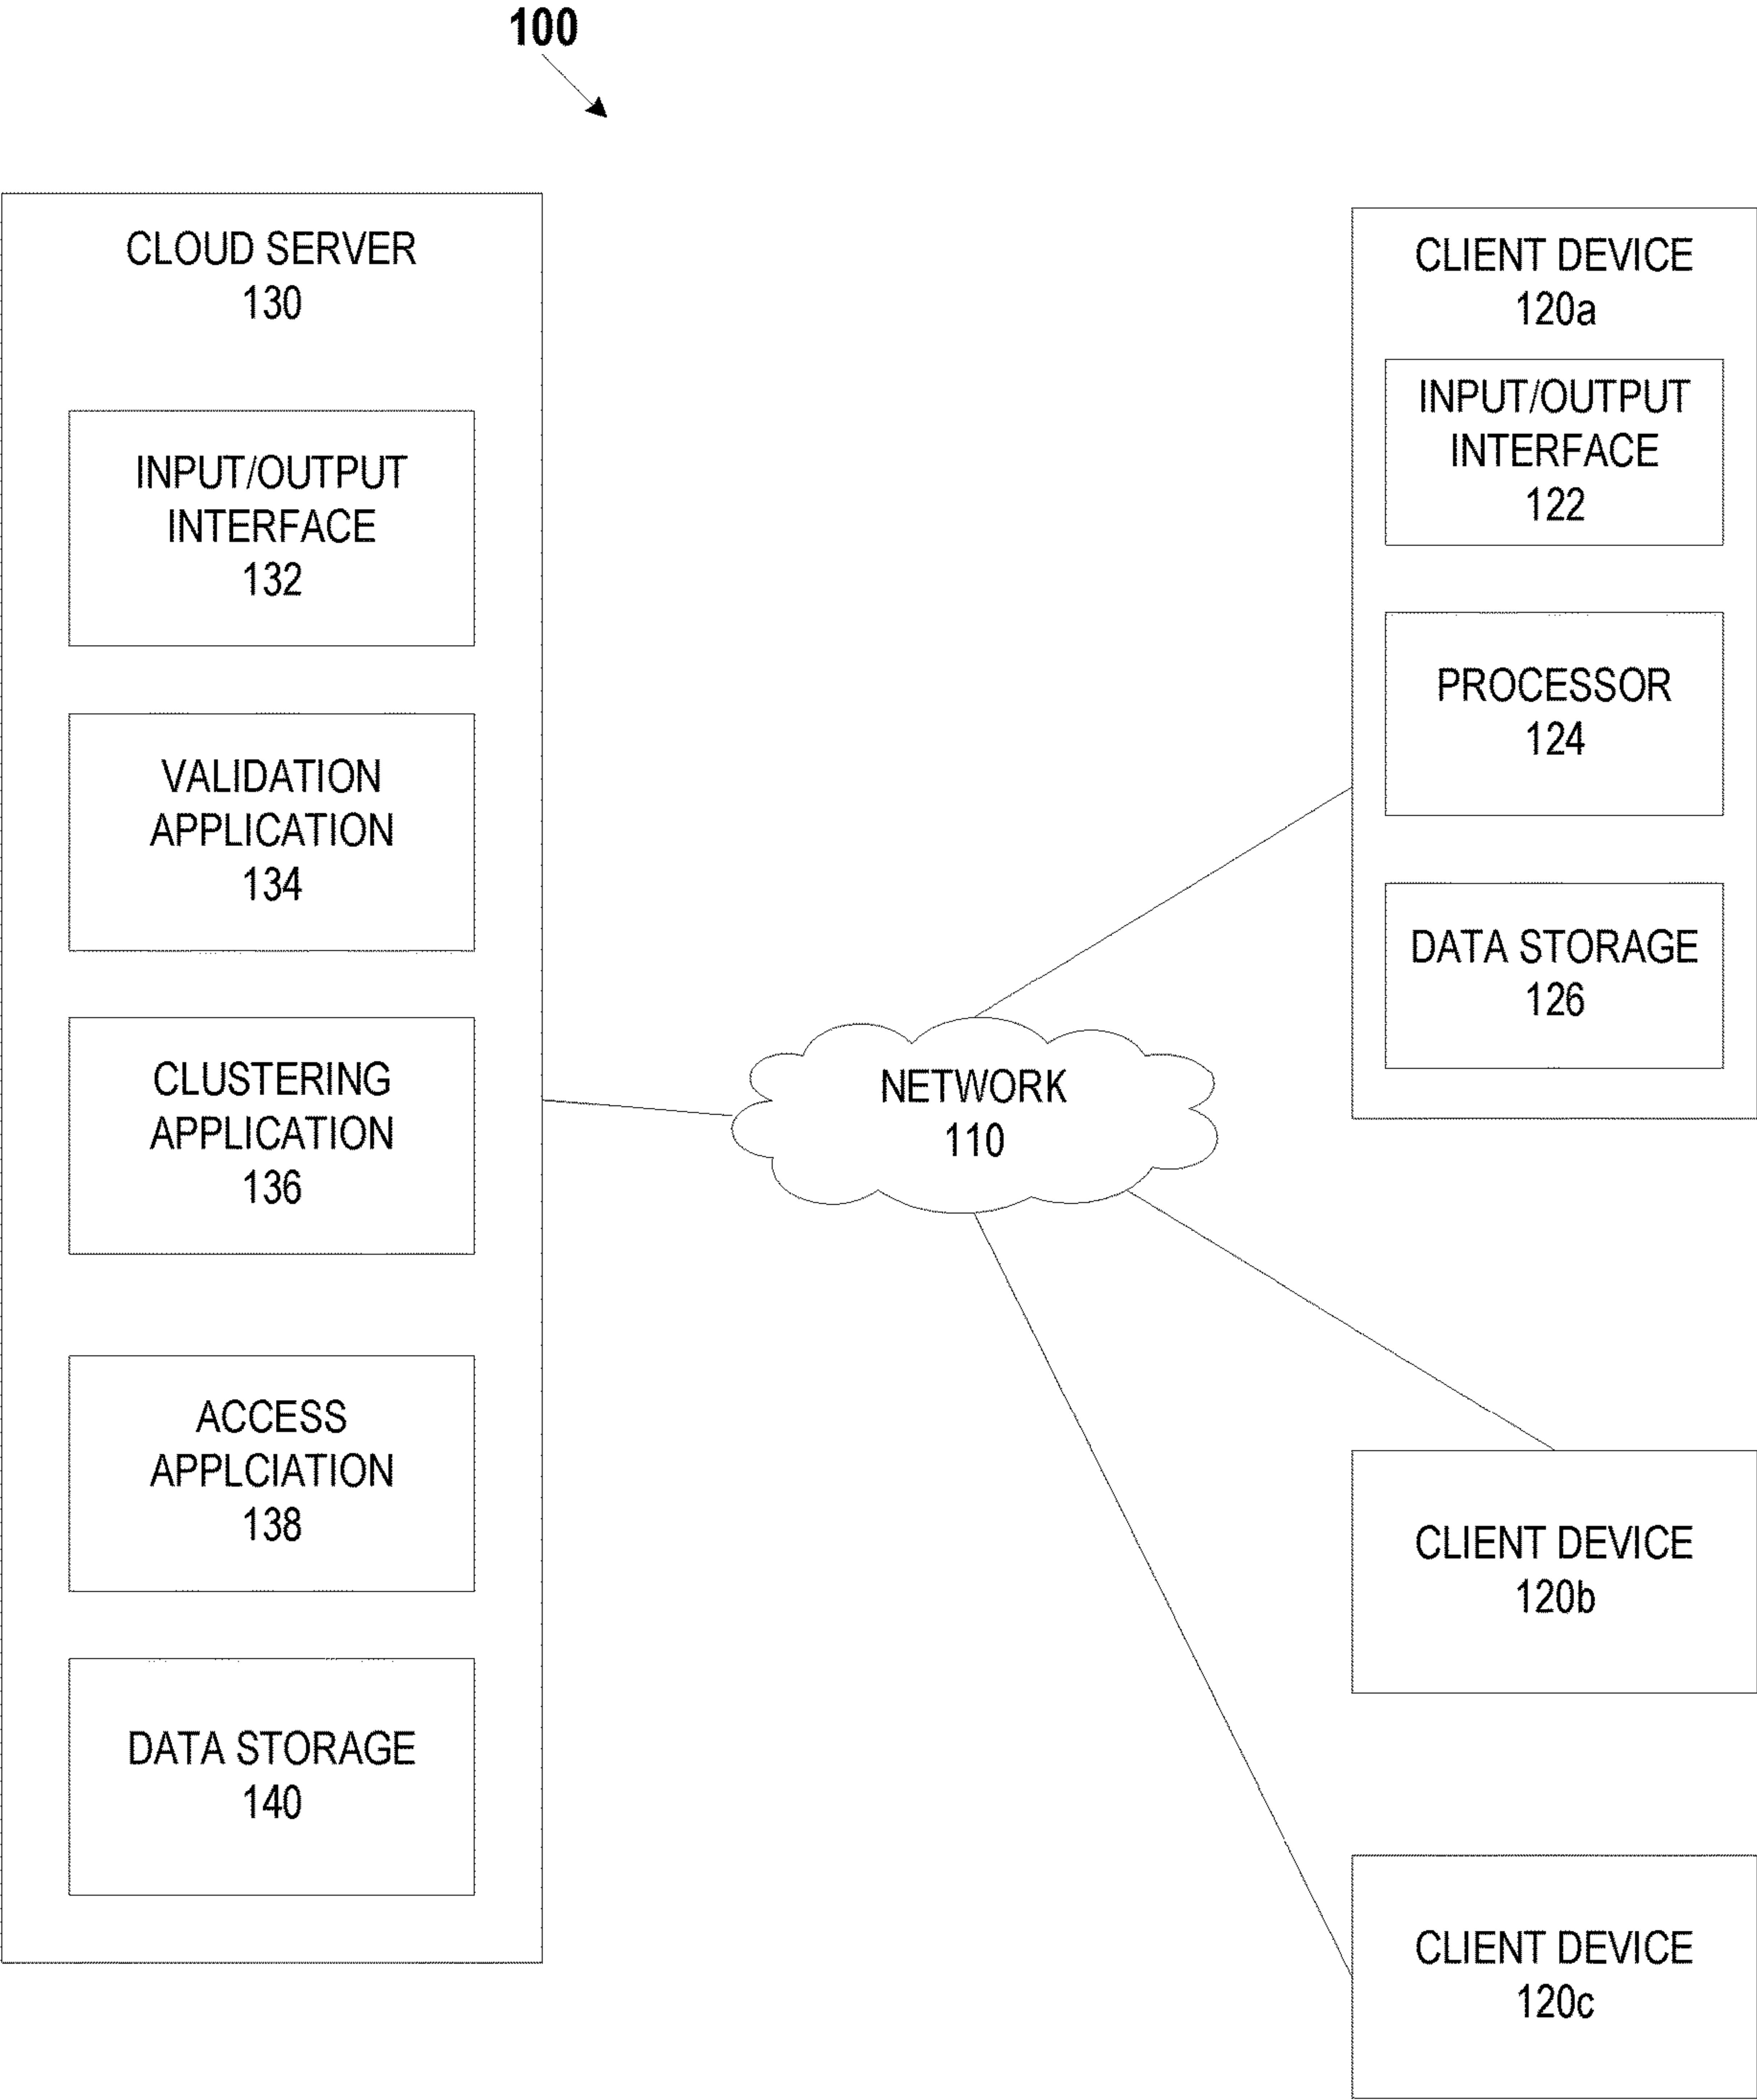 100
CLOUD SERVER
130
INPUT/OUTPUT
INTERFACE
132
VALIDATION
APPLICATION
134
CLUSTERING
APPLICATION
136
ACCESS
APPLCIATION
138
DATA STORAGE
140
NETWORK
110
CLIENT DEVICE
120a
INPUT/OUTPUT
INTERFACE
122
PROCESSOR
124
DATA STORAGE
126
CLIENT DEVICE
120b
CLIENT DEVICE
120c